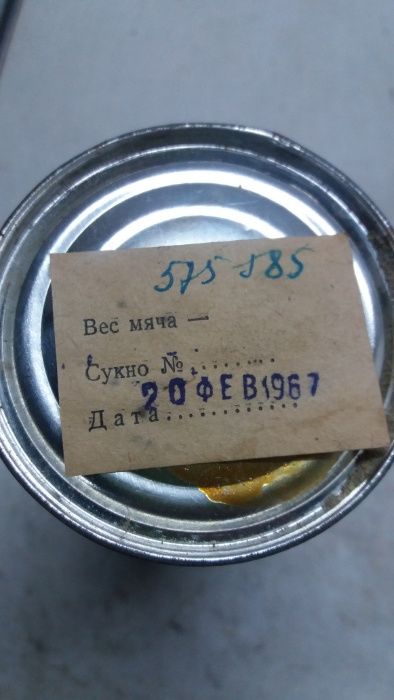 575 585
Вес мяча —
Сукно № ........
20 ФЕВ 1967
Дата.............